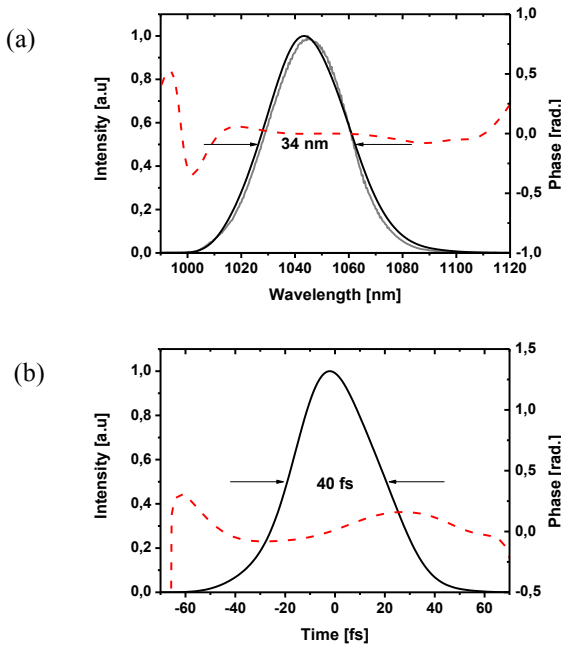 (a)
1,0
0,8
0,6
0,4
0,2
0,0
Intensity [a.u]
34 nm
1,0
0,5
0,0
-0,5
-1,0
Phase [rad.]
1000 1020 1040 1060 1080 1100 1120
Wavelength [nm]
(b)
1,0
0,8
0,6
0,4
0,2
0,0
Intensity [a.u]
40 fs
1,5
1,0
0,5
0,0
-0,5
Phase [rad.]
-60 -40 -20 0 20 40 60
Time [fs]